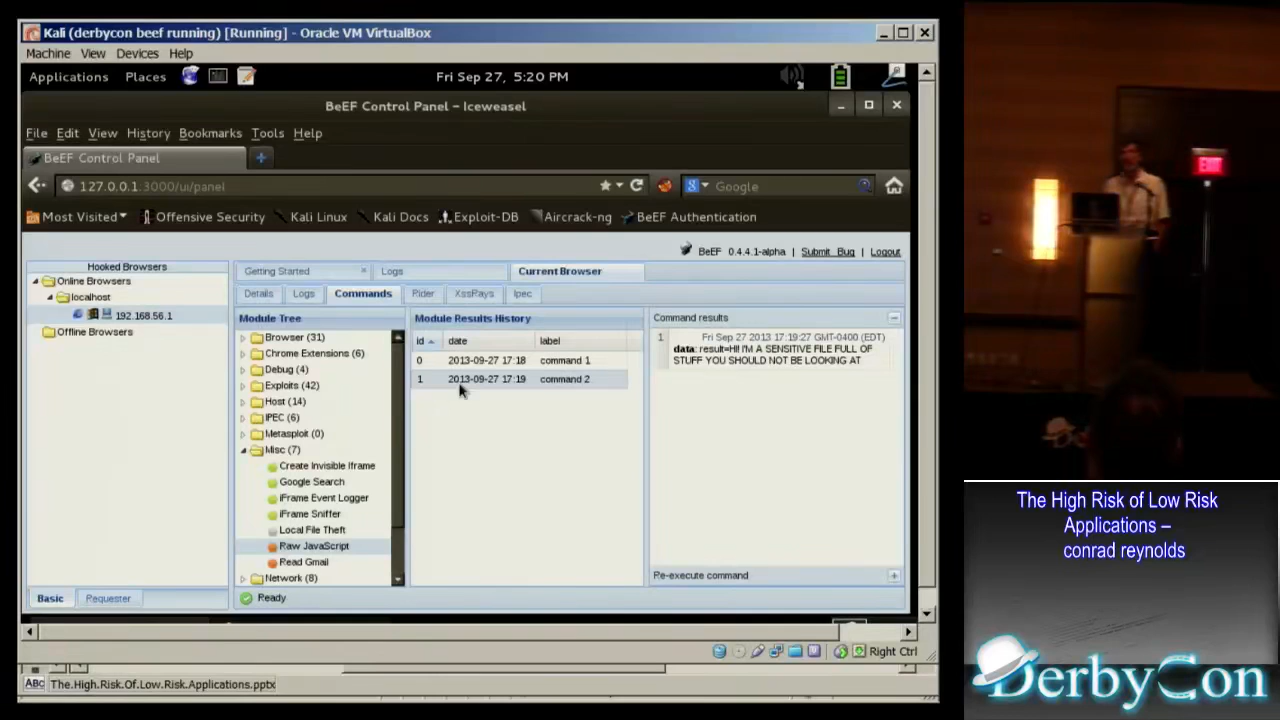 Kali (derbycon beef running) [Running] - Oracle VM VirtualBox
Machine View Devices Help
Applications Places Fri Sep 27, 5:20 PM
BeEF Control Panel - Iceweasel
File Edit View History Bookmarks Tools Help
BeEF Control Panel
127.0.0.1:3000/ui/panel
Google
Most Visited Offensive Security Kali Linux Kali Docs Exploit-DB Aircrack-ng BeEF Authentication
BeEF 0.4.4.1-alpha | Submit Bug | Logout
Hooked Browsers
Online Browsers
localhost
192.168.56.1
Offline Browsers
Basic Requester
Getting Started Logs Current Browser
Details Logs Commands Rider XssRays Ipec
Module Tree
Browser (31)
Chrome Extensions (6)
Debug (4)
Exploits (42)
Host (14)
IPEC (6)
Metasploit (0)
Misc (7)
Create Invisible Iframe
Google Search
iFrame Event Logger
iFrame Sniffer
Local File Theft
Raw JavaScript
Read Gmail
Network (8)
Ready
Module Results History
id date label
0 2013-09-27 17:18 command 1
1 2013-09-27 17:19 command 2
Command results
1 Fri Sep 27 2013 17:19:27 GMT-0400 (EDT)
data: result=HI! I'M A SENSITIVE FILE FULL OF
STUFF YOU SHOULD NOT BE LOOKING AT
Re-execute command
Right Ctrl
ABC The.High.Risk.Of.Low.Risk.Applications.pptx
The High Risk of Low Risk
Applications –
conrad reynolds
DerbyCon